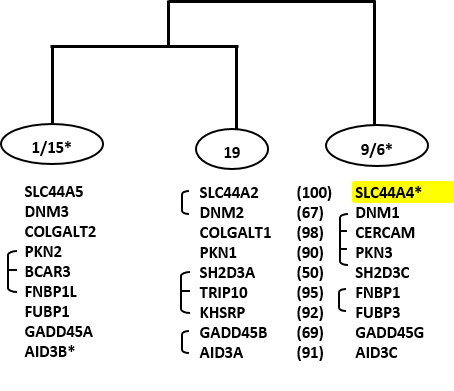 1/15* 19 9/6*
SLC44A5 SLC44A2 (100) SLC44A4*
DNM3 DNM2 (67) DNM1
COLGALT2 COLGALT1 (98) CERCAM
PKN2 PKN1 (90) PKN3
BCAR3 SH2D3A (50) SH2D3C
FNBP1L TRIP10 (95) FNBP1
FUBP1 KHSRP (92) FUBP3
GADD45A GADD45B (69) GADD45G
AID3B* AID3A (91) AID3C